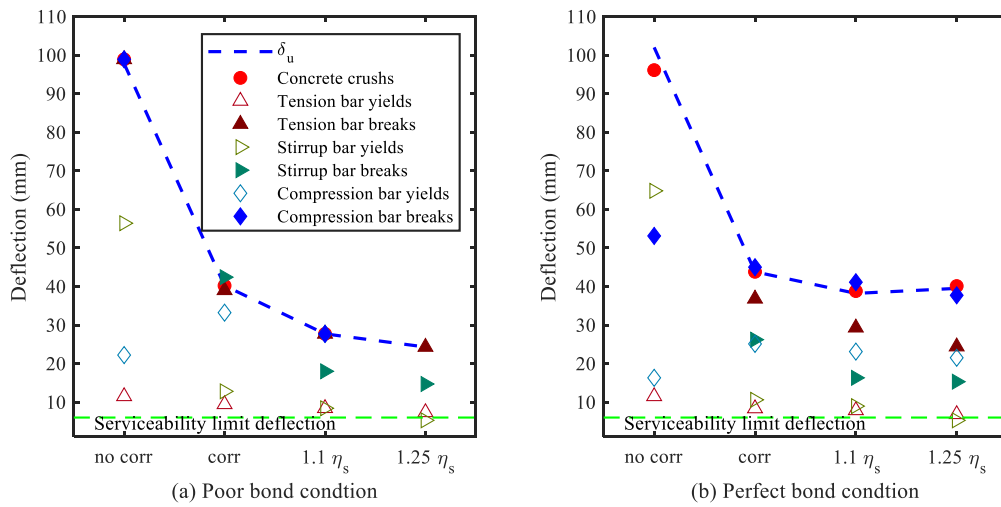 110
100
90
80
70
60
50
40
30
20
10
Deflection (mm)
δu
Concrete crushs
Tension bar yields
Tension bar breaks
Stirrup bar yields
Stirrup bar breaks
Compression bar yields
Compression bar breaks
Serviceability limit deflection
no corr corr 1.1 ηs 1.25 ηs
(a) Poor bond condtion
110
100
90
80
70
60
50
40
30
20
10
Deflection (mm)
Serviceability limit deflection
no corr corr 1.1 ηs 1.25 ηs
(b) Perfect bond condtion